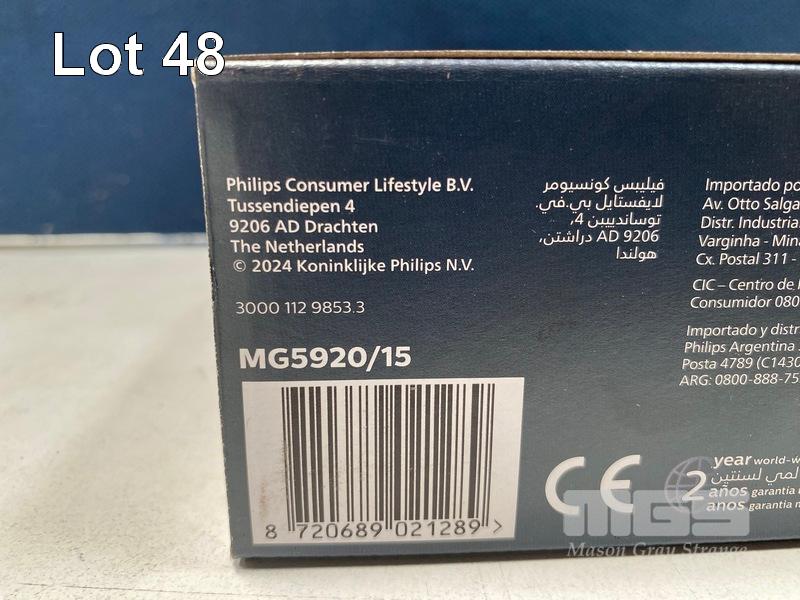 Lot 48
Philips Consumer Lifestyle B.V.
Tussendiepen 4
9206 AD Drachten
The Netherlands
© 2024 Koninklijke Philips N.V.
3000 112 9853.3
MG5920/15
8 720689 021289 >
فيليبس كونسيومر
لايفستايل بي.في.
توسانديبين 4،
9206 AD دراشتن،
هولندا
Importado po
Av. Otto Salga
Distr. Industria
Varginha - Mina
Cx. Postal 311 -
CIC – Centro de
Consumidor 080
Importado y distr
Philips Argentina
Posta 4789 (C1430
ARG: 0800-888-75
CE
2
year world-w
لمي لسنتين
años garantia
anos garantia
MGS
Mason Gray Strange